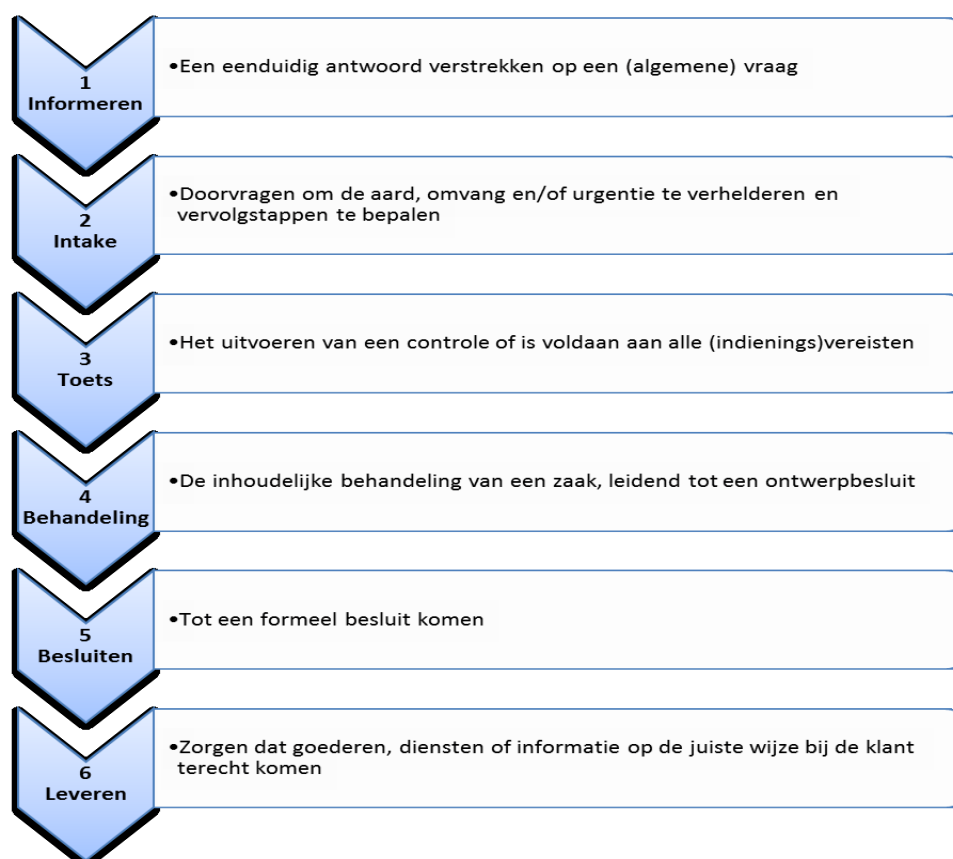 1
Informeren
•Een eenduidig antwoord verstrekken op een (algemene) vraag
2
Intake
•Doorvragen om de aard, omvang en/of urgentie te verhelderen en
vervolgstappen te bepalen
3
Toets
•Het uitvoeren van een controle of is voldaan aan alle (indienings)vereisten
4
Behandeling
•De inhoudelijke behandeling van een zaak, leidend tot een ontwerpbesluit
5
Besluiten
•Tot een formeel besluit komen
6
Leveren
•Zorgen dat goederen, diensten of informatie op de juiste wijze bij de klant
terecht komen